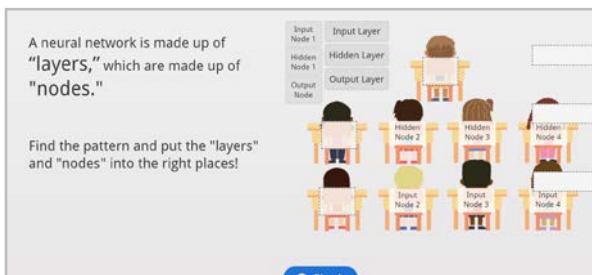 A neural network is made up of
“layers,” which are made up of
"nodes."
Find the pattern and put the "layers"
and "nodes" into the right places!
Input
Node 1
Hidden
Node 1
Output
Node
Input Layer
Hidden Layer
Output Layer
Hidden
Node 2
Hidden
Node 3
Hidden
Node 4
Input
Node 2
Input
Node 3
Input
Node 4